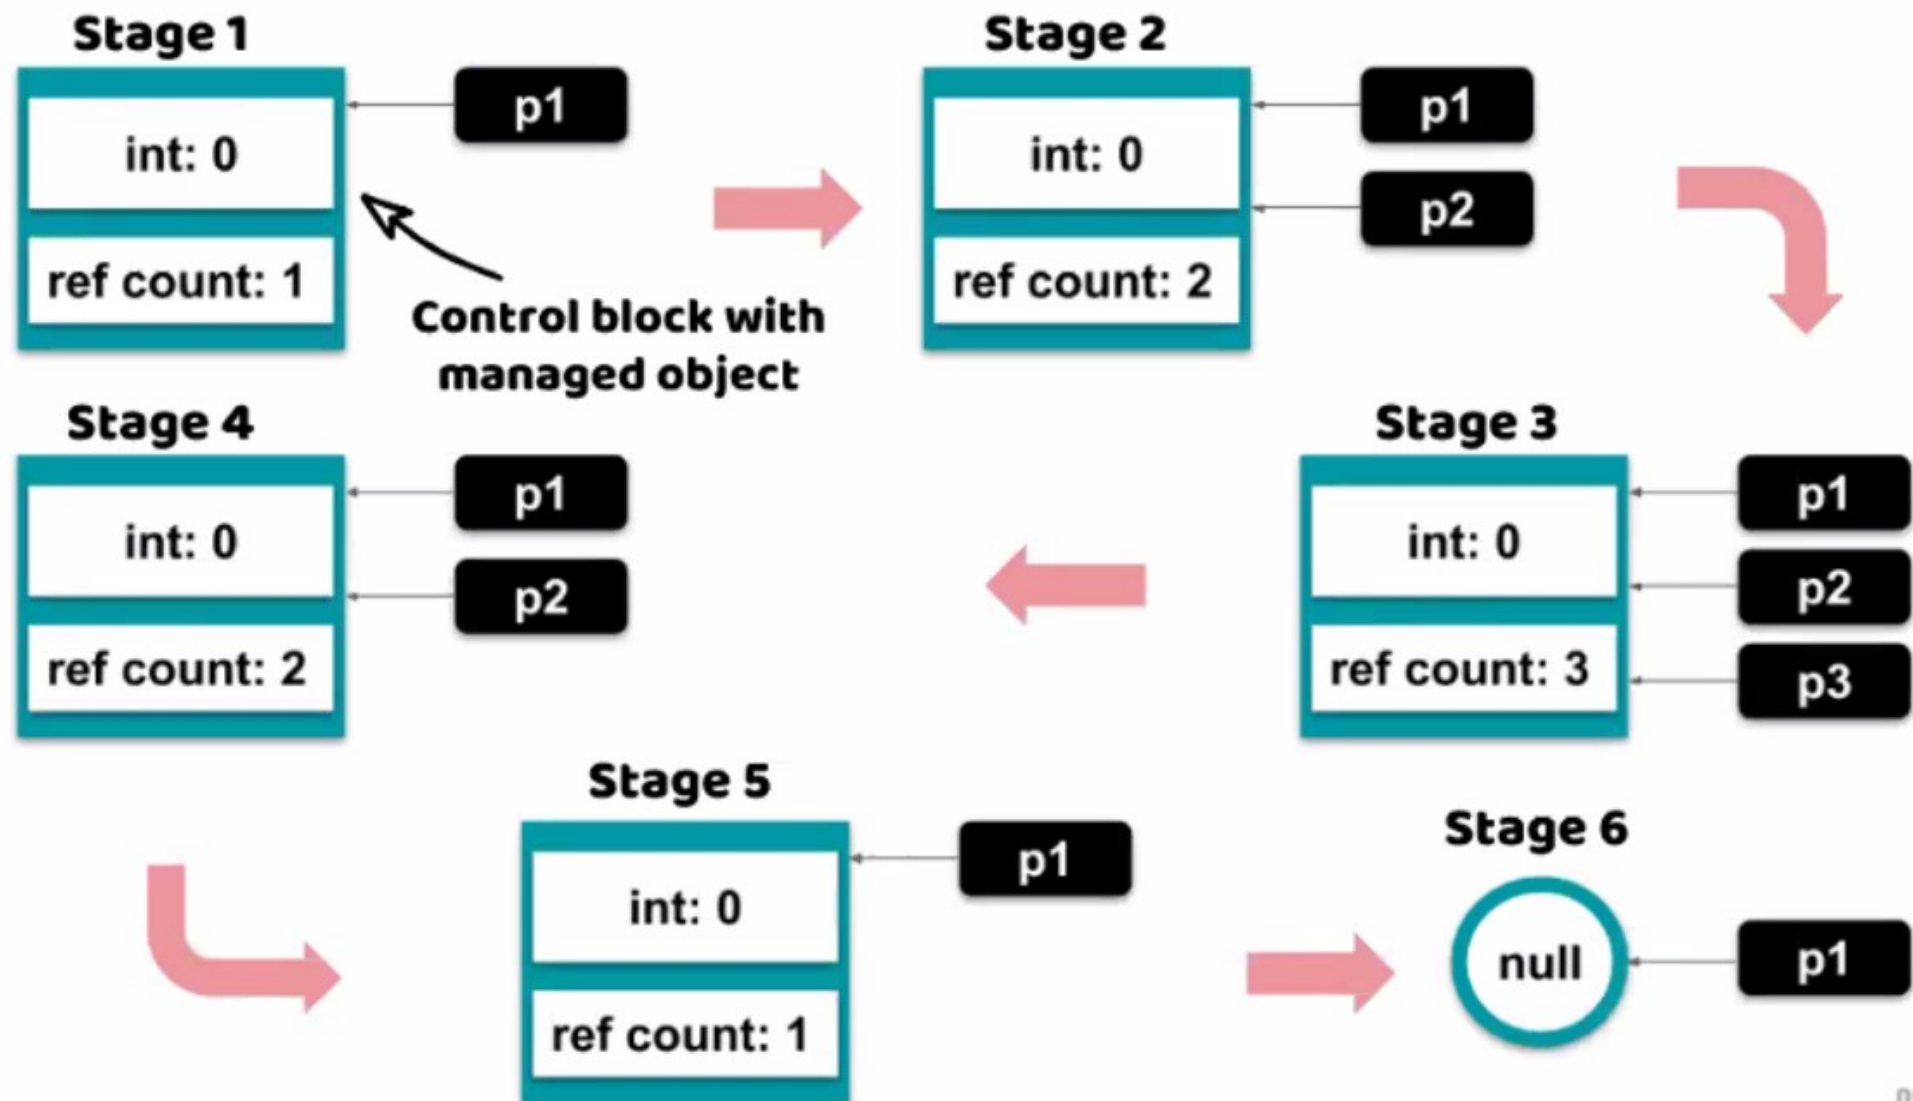 Stage 1
int: 0
ref count: 1
p1
Control block with
managed object
Stage 2
int: 0
ref count: 2
p1
p2
Stage 3
int: 0
ref count: 3
p1
p2
p3
Stage 4
int: 0
ref count: 2
p1
p2
Stage 5
int: 0
ref count: 1
p1
Stage 6
null
p1